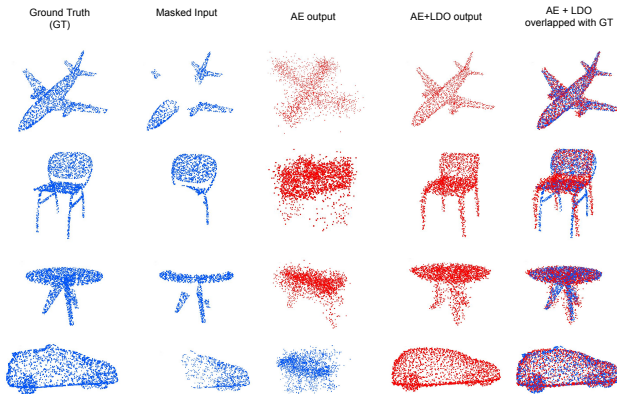 Ground Truth
(GT)
Masked Input
AE output
AE+LDO output
AE + LDO
overlapped with GT